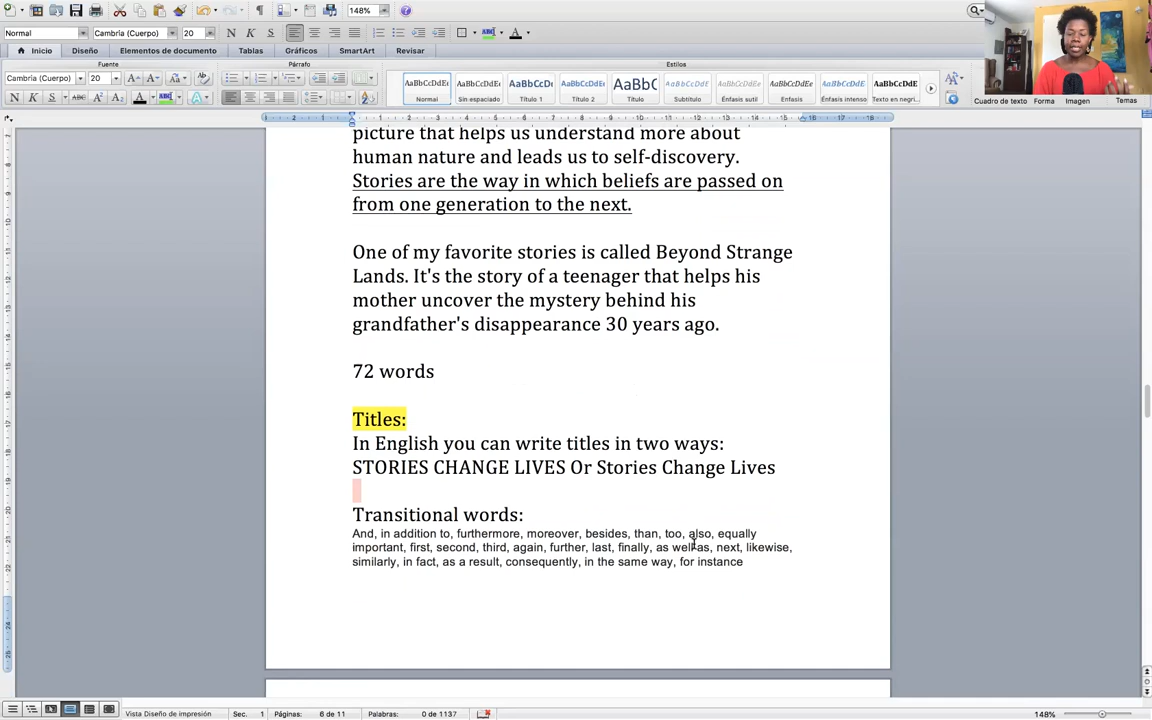 148%
Normal
Cambria (Cuerpo)
20
Inicio
Diseño
Elementos de documento
Tablas
Gráficos
SmartArt
Revisar
Fuente
Párrafo
Estilos
Cambria (Cuerpo)
20
AaBbCcDdEe
Normal
Sin espaciado
Título 1
Título 2
Título
Subtítulo
Énfasis sutil
Énfasis
Énfasis intenso
Texto en negri...
Cuadro de texto
Forma
Imagen
Temas
picture that helps us understand more about
human nature and leads us to self-discovery.
Stories are the way in which beliefs are passed on
from one generation to the next.
One of my favorite stories is called Beyond Strange
Lands. It's the story of a teenager that helps his
mother uncover the mystery behind his
grandfather's disappearance 30 years ago.
72 words
Titles:
In English you can write titles in two ways:
STORIES CHANGE LIVES Or Stories Change Lives
Transitional words:
And, in addition to, furthermore, moreover, besides, than, too, also, equally
important, first, second, third, again, further, last, finally, as well as, next, likewise,
similarly, in fact, as a result, consequently, in the same way, for instance
Vista Diseño de impresión
Sec. 1
Páginas: 6 de 11
Palabras: 0 de 1137
148%